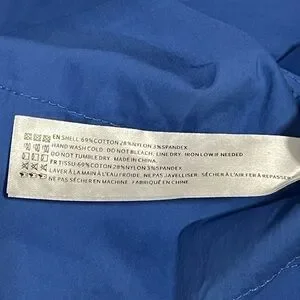 EN SHELL 69%COTTON 28%NYLON 3%SPANDEX
HAND WASH COLD. DO NOT BLEACH. LINE DRY. IRON LOW IF NEEDED
DO NOT TUMBLE DRY. MADE IN CHINA
FR TISSU 69%COTON 28%NYLON 3%SPANDEX
LAVER À LA MAIN À L'EAU FROIDE. NE PAS JAVELLISER. SÉCHER À L'AIR FER À
NE PAS SÉCHER EN MACHINE. FABRIQUÉ EN CHINE